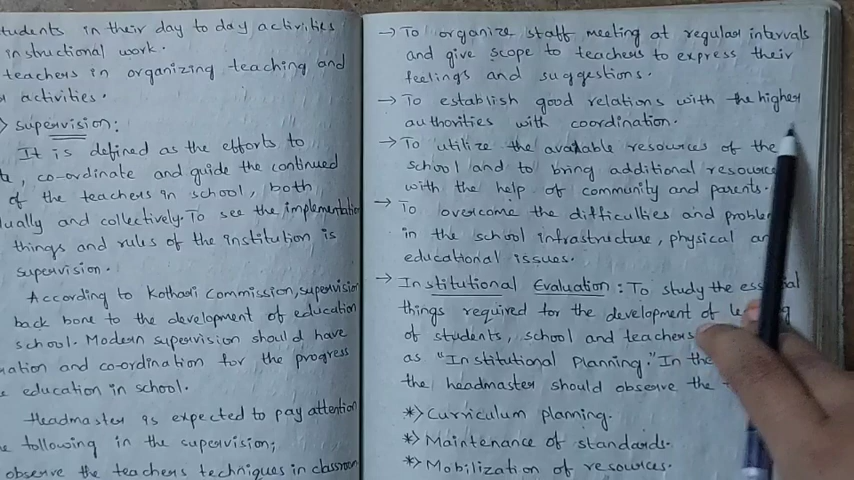 tudents in their day to day activities
instructional work.
teachers in organizing teaching and
activities.
> Supervision:
It is defined as the efforts to
, co-ordinate and guide the continued
of the teachers in school, both
dually and collectively. To see the implementation
things and rules of the institution is
supervision.
According to Kothari Commission, supervision
back bone to the development of education
school. Modern supervision should have
nation and co-ordination for the progress
education in school.
Headmaster is expected to pay attention
following in the supervision;
observe the teachers techniques in classroom
→ To organize staff meeting at regular intervals
and give scope to teachers to express their
feelings and suggestions.
→ To establish good relations with the higher
authorities with coordination.
→ To utilize the available resources of the
school and to bring additional resource
with the help of community and parents.
→ To overcome the difficulties and problem
in the school infrastructure, physical an
educational issues.
→ Institutional Evaluation: To study the essential
things required for the development of
of students, school and teachers
as "Institutional Planning." In the
the headmaster should observe the
*> Curriculum planning.
*> Maintenance of standards.
*> Mobilization of resources.